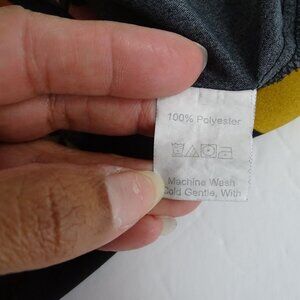 100% Polyester
Machine Wash
Cold Gentle, With